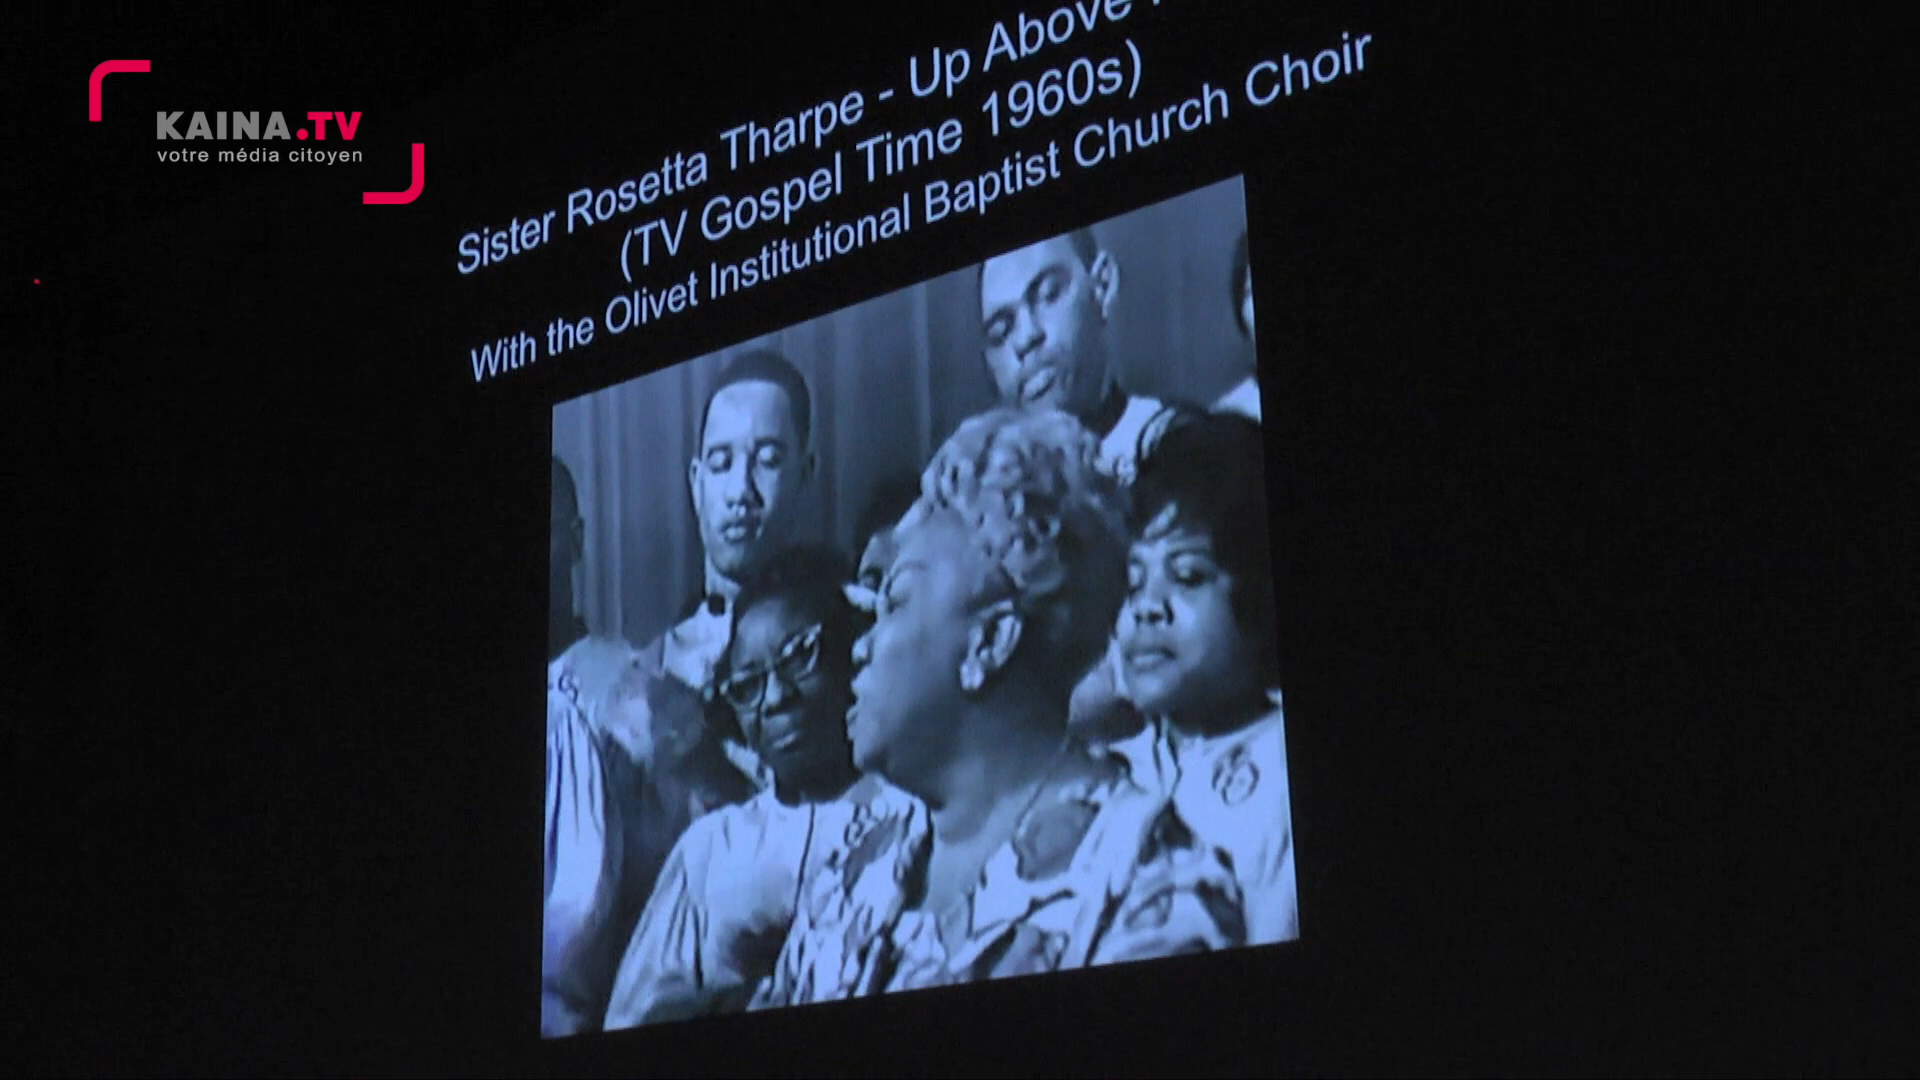 KAINA.TV
votre média citoyen
Sister Rosetta Tharpe - Up Above
(TV Gospel Time 1960s)
With the Olivet Institutional Baptist Church Choir